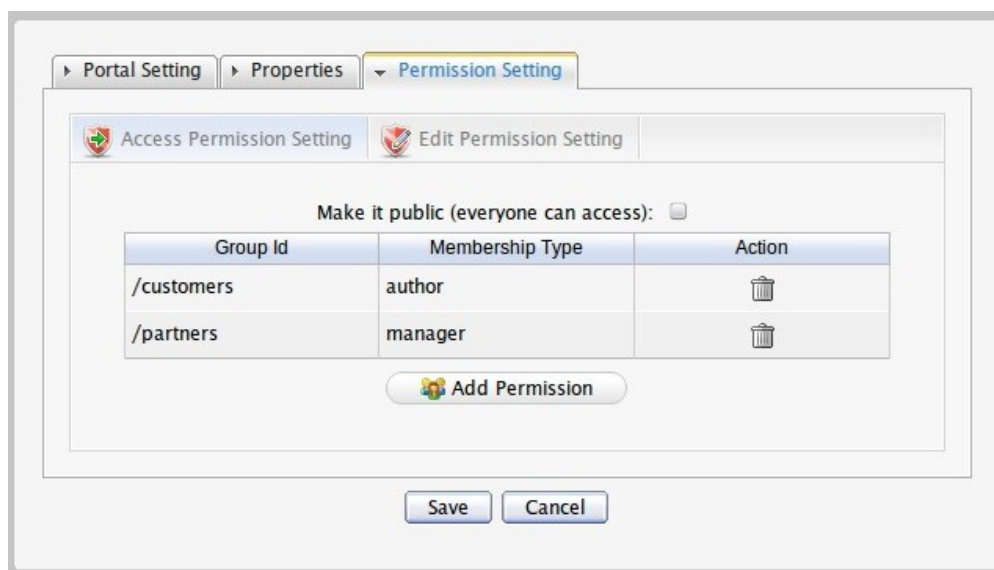 Portal Setting Properties Permission Setting
Access Permission Setting Edit Permission Setting
Make it public (everyone can access):
Group Id Membership Type Action
/customers author
/partners manager
Add Permission
Save Cancel